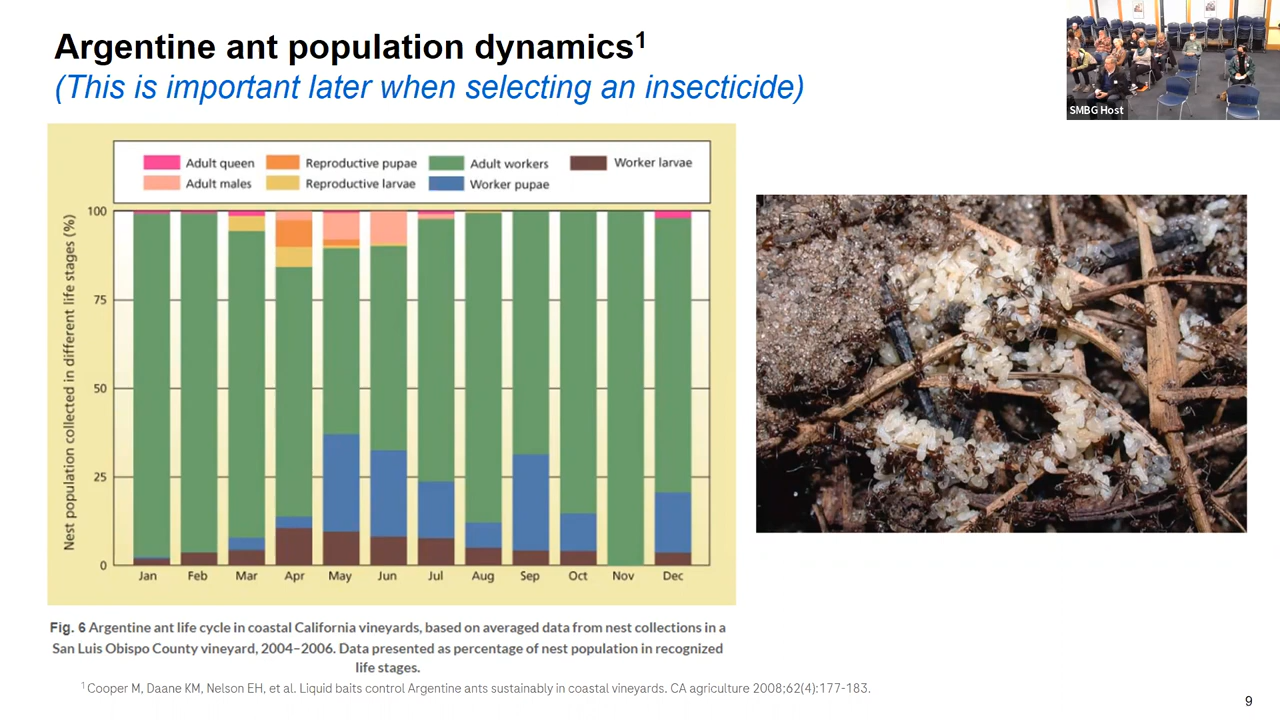 Argentine ant population dynamics1
(This is important later when selecting an insecticide)
SMBG Host
Adult queen Reproductive pupae Adult workers Worker larvae
Adult males Reproductive larvae Worker pupae
Nest population collected in different life stages (%)
100
75
50
25
0
Jan Feb Mar Apr May Jun Jul Aug Sep Oct Nov Dec
Fig. 6 Argentine ant life cycle in coastal California vineyards, based on averaged data from nest collections in a
San Luis Obispo County vineyard, 2004–2006. Data presented as percentage of nest population in recognized
life stages.
1Cooper M, Daane KM, Nelson EH, et al. Liquid baits control Argentine ants sustainably in coastal vineyards. CA agriculture 2008;62(4):177-183.
9